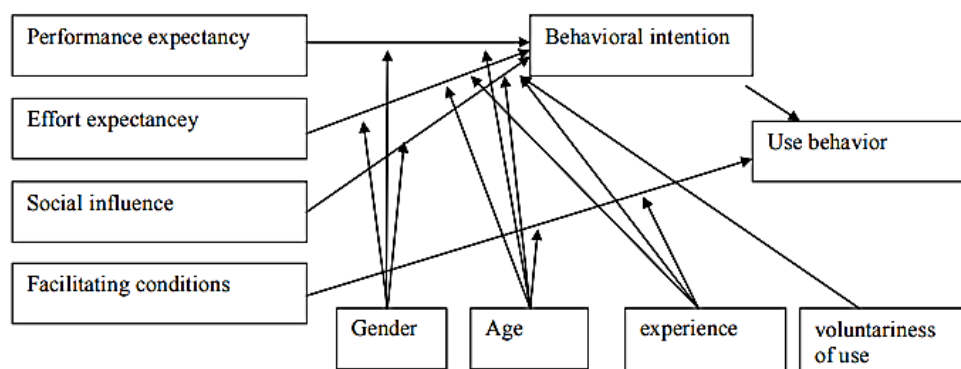 Performance expectancy
Behavioral intention
Effort expectancey
Use behavior
Social influence
Facilitating conditions
Gender
Age
experience
voluntariness
of use